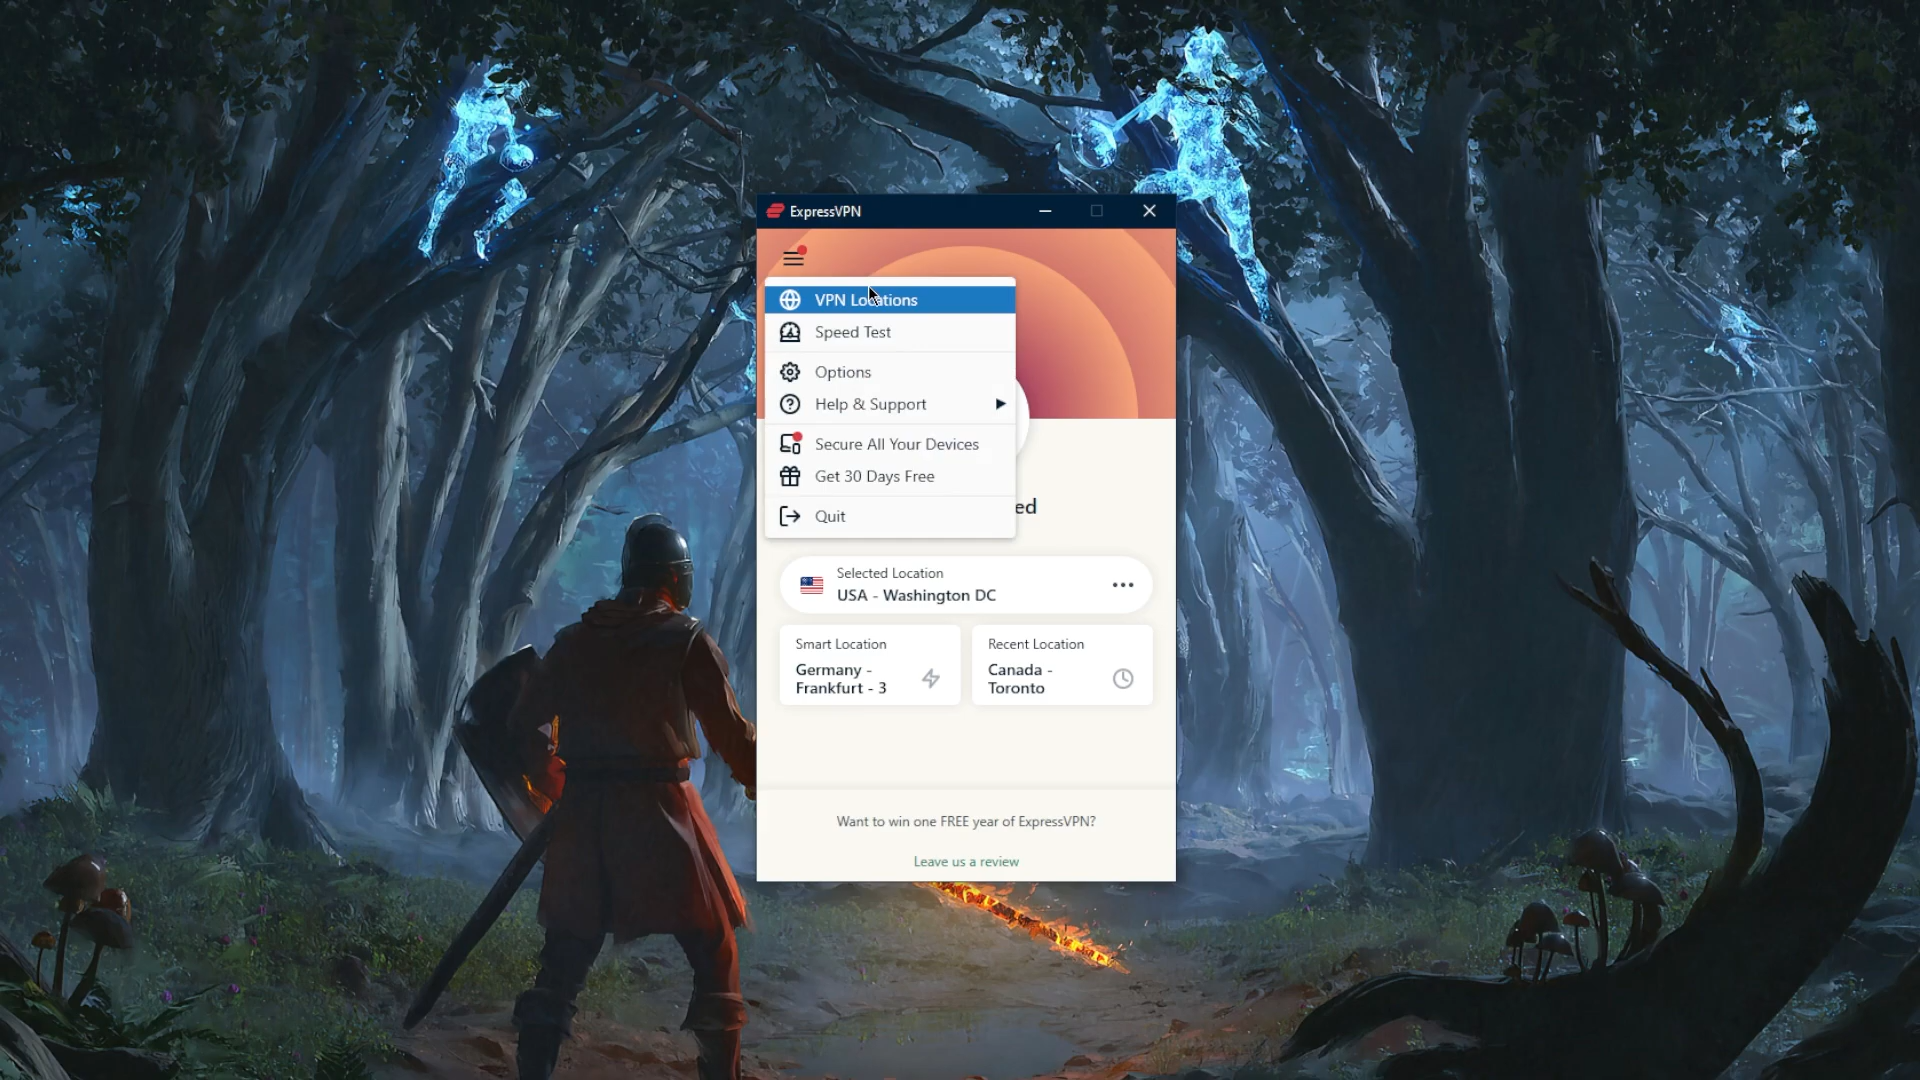 ExpressVPN
VPN Locations
Speed Test
Options
Help & Support
Secure All Your Devices
Get 30 Days Free
Quit
ed
Selected Location
USA - Washington DC
Smart Location
Germany -
Frankfurt - 3
Recent Location
Canada -
Toronto
Want to win one FREE year of ExpressVPN?
Leave us a review